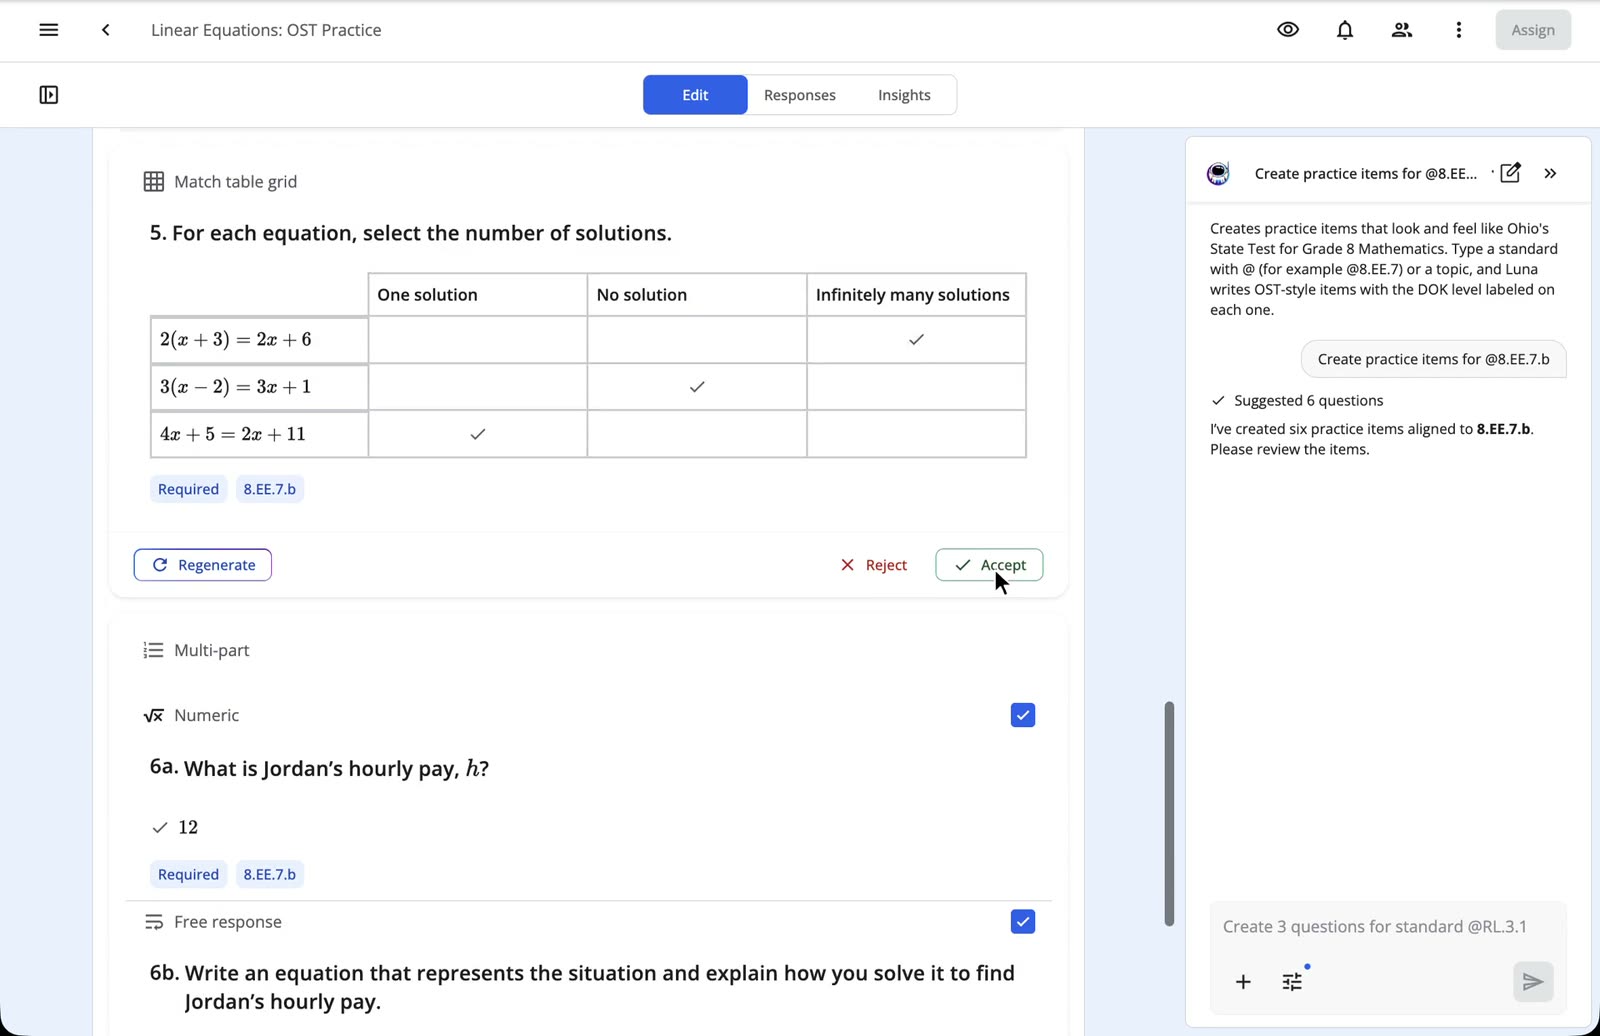 Linear Equations: OST Practice
Assign
Edit
Responses
Insights
Match table grid
5. For each equation, select the number of solutions.
One solution
No solution
Infinitely many solutions
2(x + 3) = 2x + 6
3(x − 2) = 3x + 1
4x + 5 = 2x + 11
Required
8.EE.7.b
Regenerate
Reject
Accept
Multi-part
Numeric
6a. What is Jordan’s hourly pay, h?
12
Required
8.EE.7.b
Free response
6b. Write an equation that represents the situation and explain how you solve it to find
Jordan’s hourly pay.
Create practice items for @8.EE...
Creates practice items that look and feel like Ohio's
State Test for Grade 8 Mathematics. Type a standard
with @ (for example @8.EE.7) or a topic, and Luna
writes OST-style items with the DOK level labeled on
each one.
Create practice items for @8.EE.7.b
Suggested 6 questions
I’ve created six practice items aligned to 8.EE.7.b.
Please review the items.
Create 3 questions for standard @RL.3.1